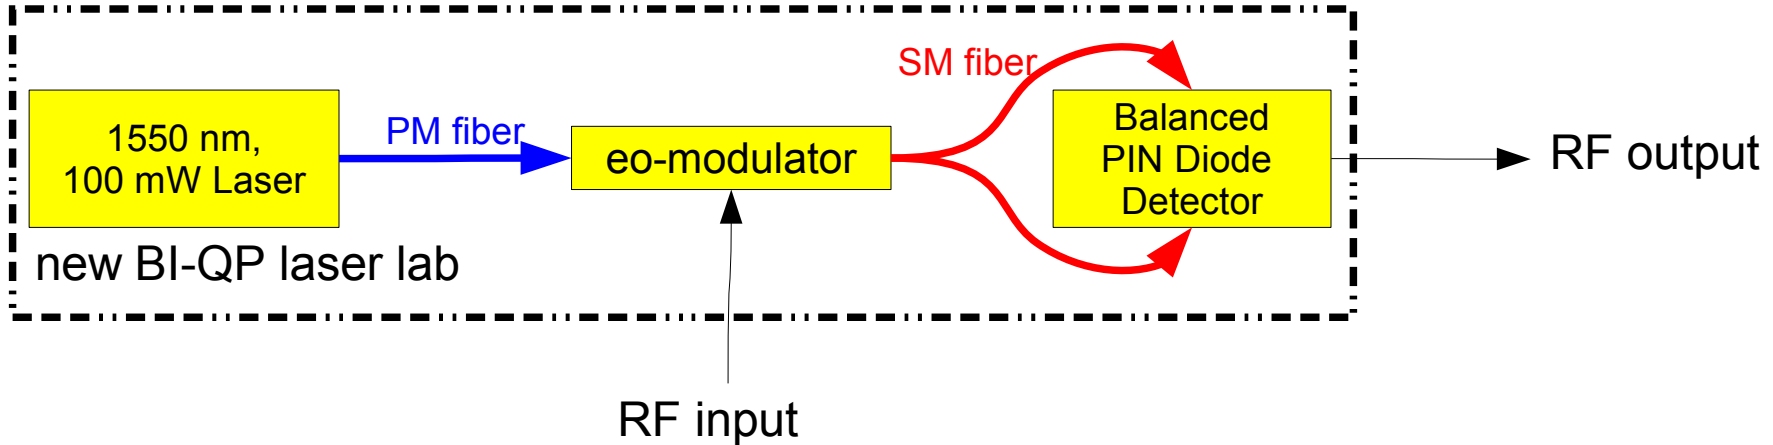 SM fiber
1550 nm,
100 mW Laser
PM fiber
eo-modulator
Balanced
PIN Diode
Detector
RF output
new BI-QP laser lab
RF input